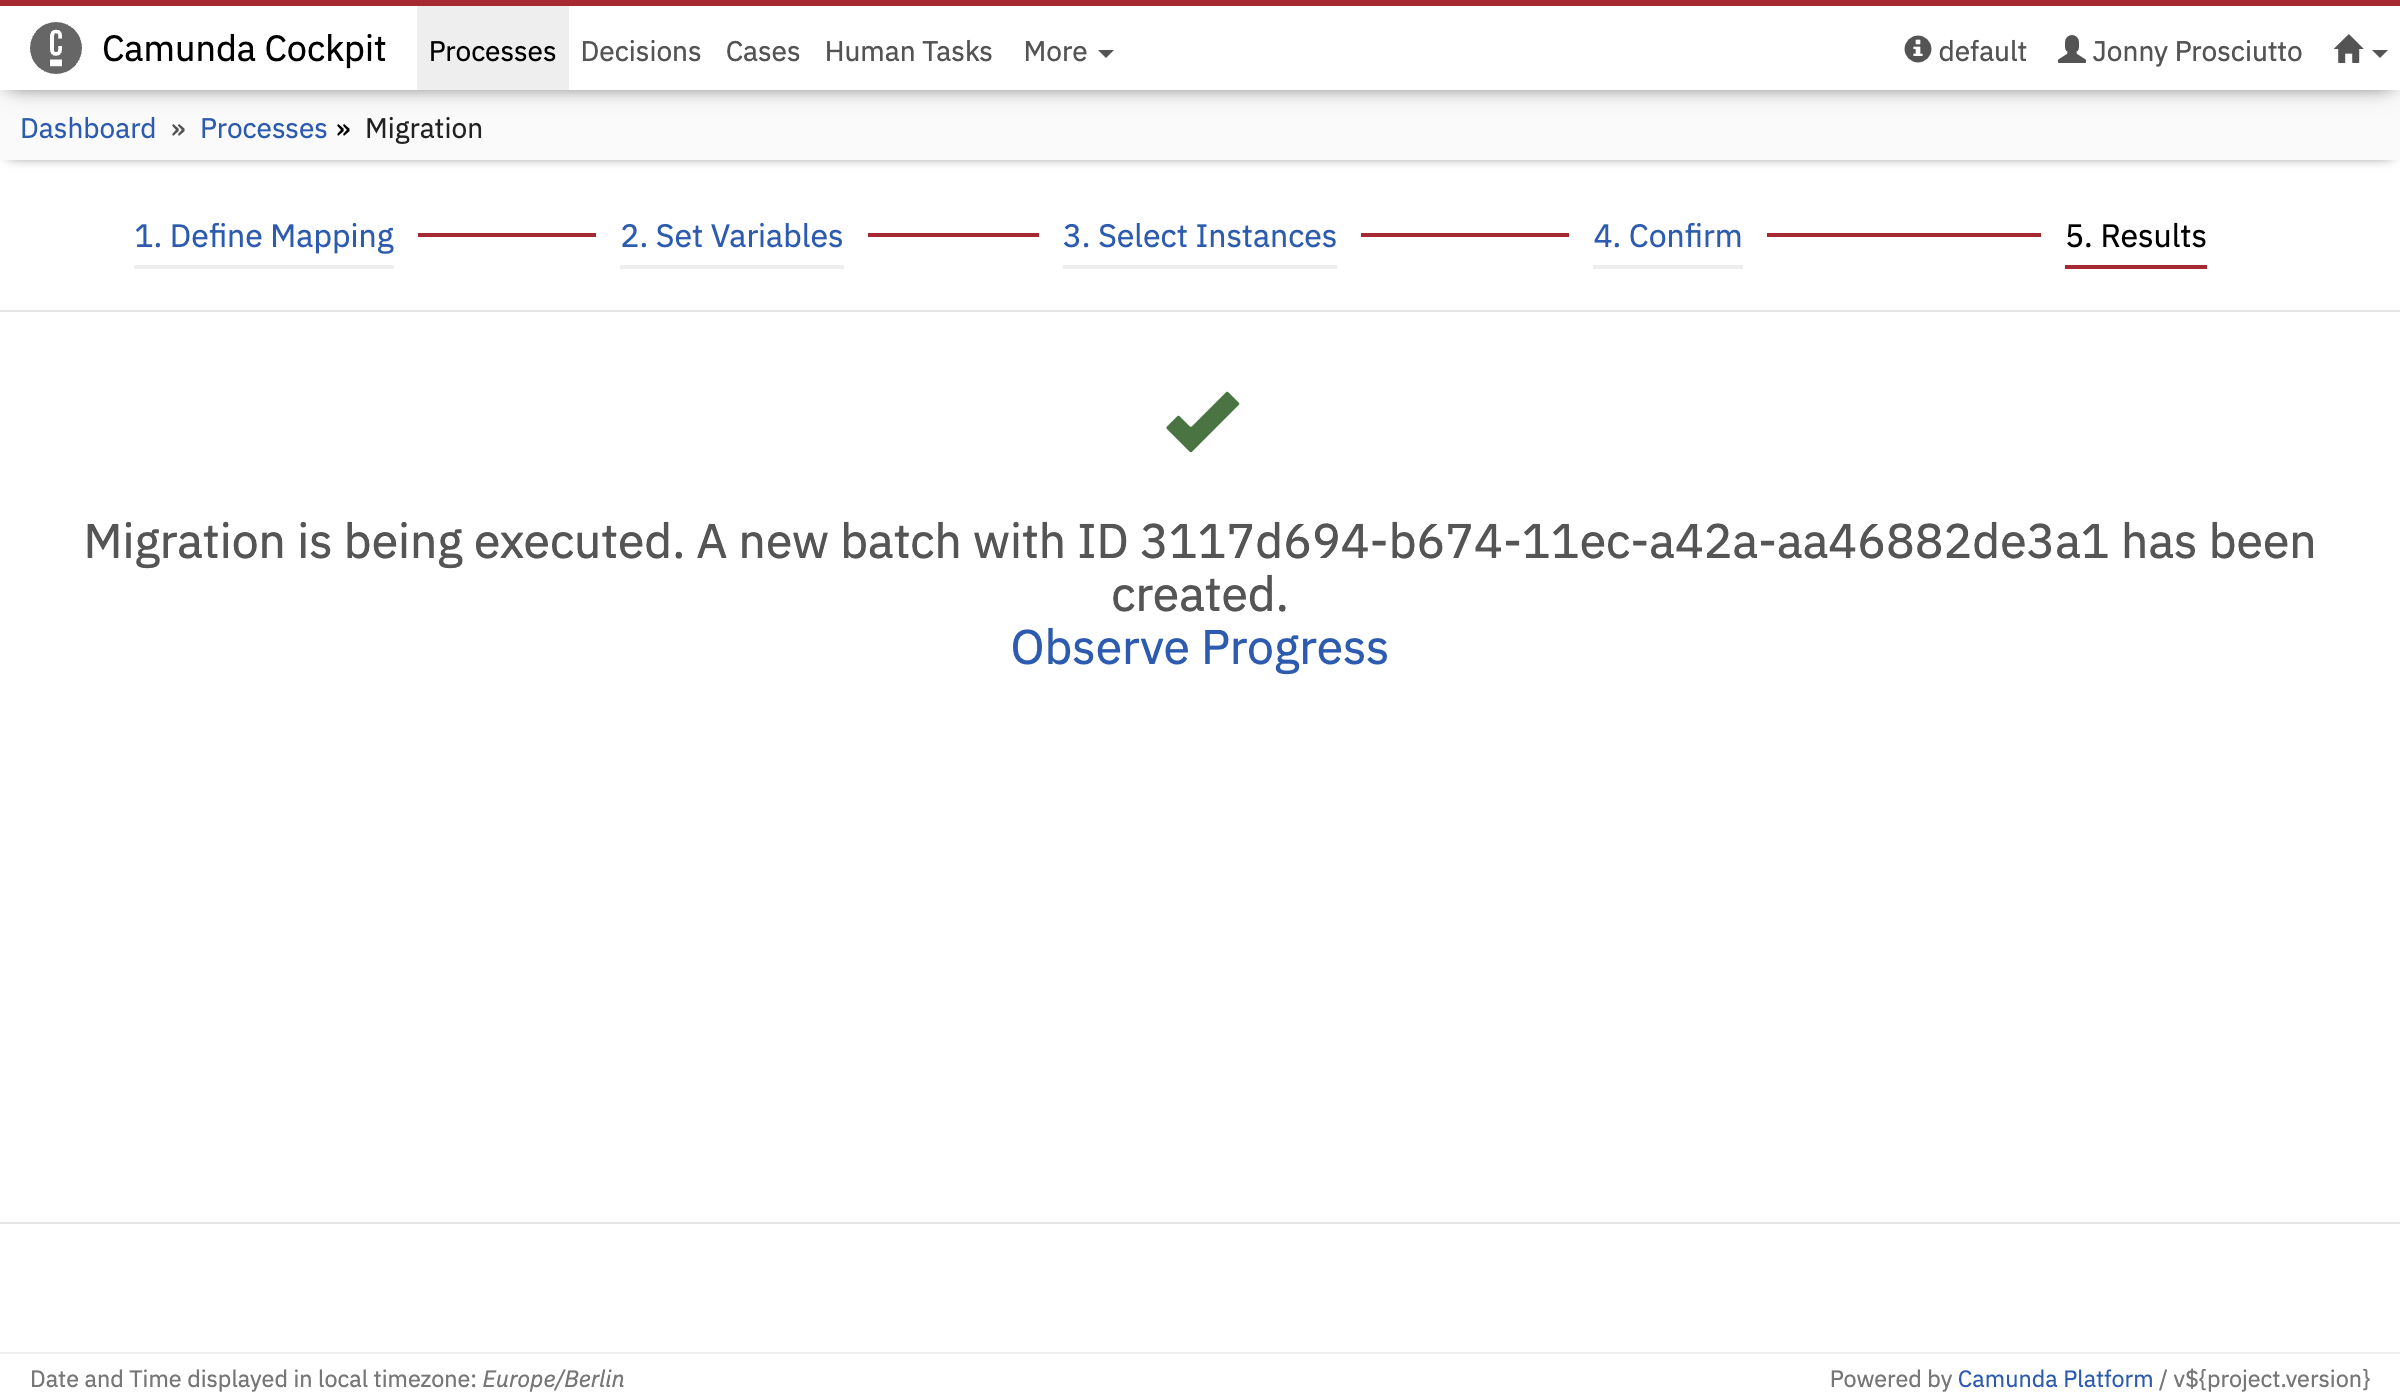 Camunda Cockpit Processes Decisions Cases Human Tasks More default Jonny Prosciutto
Dashboard » Processes » Migration
1. Define Mapping 2. Set Variables 3. Select Instances 4. Confirm 5. Results
Migration is being executed. A new batch with ID 3117d694-b674-11ec-a42a-aa46882de3a1 has been
created.
Observe Progress
Date and Time displayed in local timezone: Europe/Berlin Powered by Camunda Platform / v${project.version}